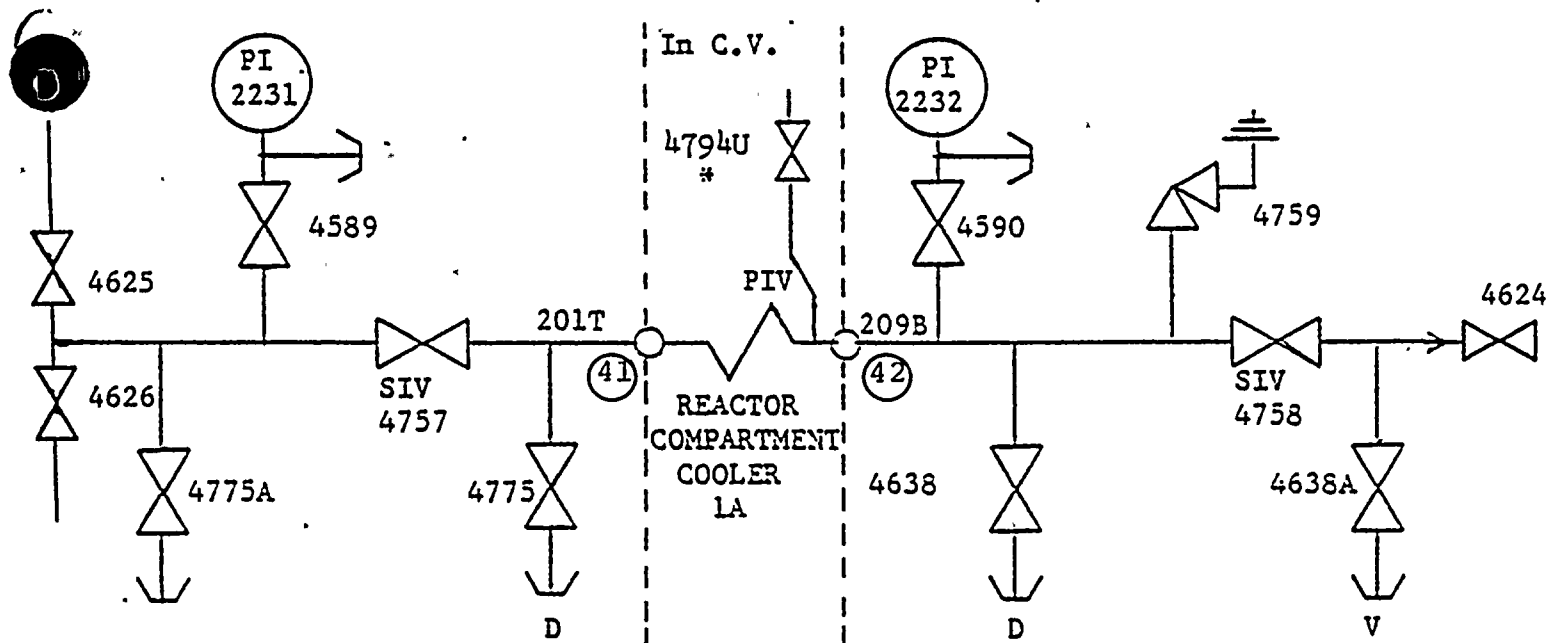 In C.V.
PI
2231
PI
2232
4794U
*
4589
4590
4759
4625
PIV
4624
201T
209B
41
42
4626
SIV
4757
SIV
4758
REACTOR
COMPARTMENT
COOLER
1A
4775A
4775
4638
4638A
D
D
V